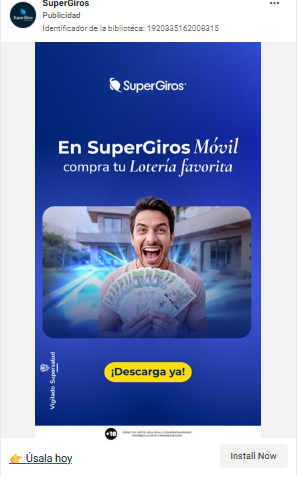 SuperGiros
Publicidad
Identificador de la biblioteca: 1920335162008315
SuperGiros
En SuperGiros Móvil
compra tu Lotería favorita
¡Descarga ya!
Vigilado Supersalud
+18
👉 Úsala hoy
Install Now